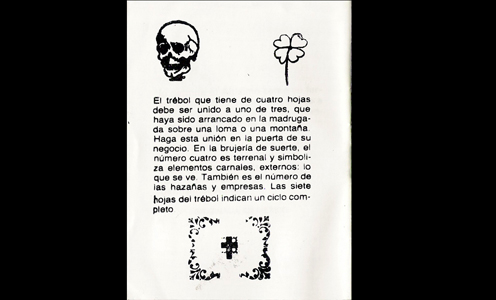 El trébol que tiene de cuatro hojas
debe ser unido a uno de tres, que
haya sido arrancado en la madruga-
da sobre una loma o una montaña.
Haga esta unión en la puerta de su
negocio. En la brujería de suerte, el
número cuatro es terrenal y simboli-
za elementos carnales, externos: lo
que se ve. También es el número de
las hazañas y empresas. Las siete
hojas del trébol indican un ciclo com-
pleto